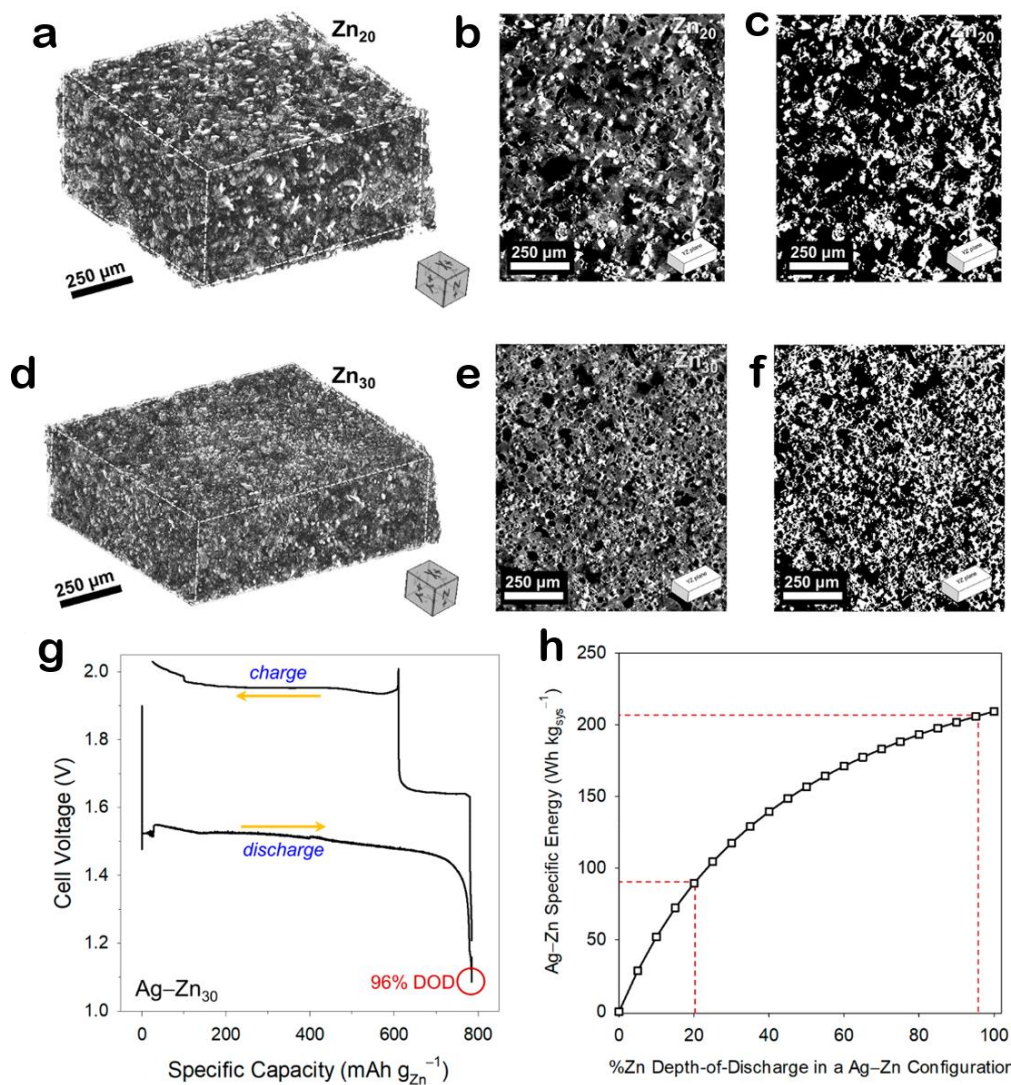 a
Zn20
250 µm
b
Zn20
250 µm
YZ plane
c
Zn20
250 µm
YZ plane
d
Zn30
250 µm
e
Zn30
250 µm
YZ plane
f
250 µm
YZ plane
g
Cell Voltage (V)
2.0
1.8
1.6
1.4
1.2
1.1
1.0
charge
discharge
96% DOD
Ag–Zn30
0 200 400 600 800
Specific Capacity (mAh gZn−1)
h
Ag–Zn Specific Energy (Wh kgsys−1)
250
200
150
100
50
0
0 20 40 60 80 100
%Zn Depth-of-Discharge in a Ag–Zn Configuration